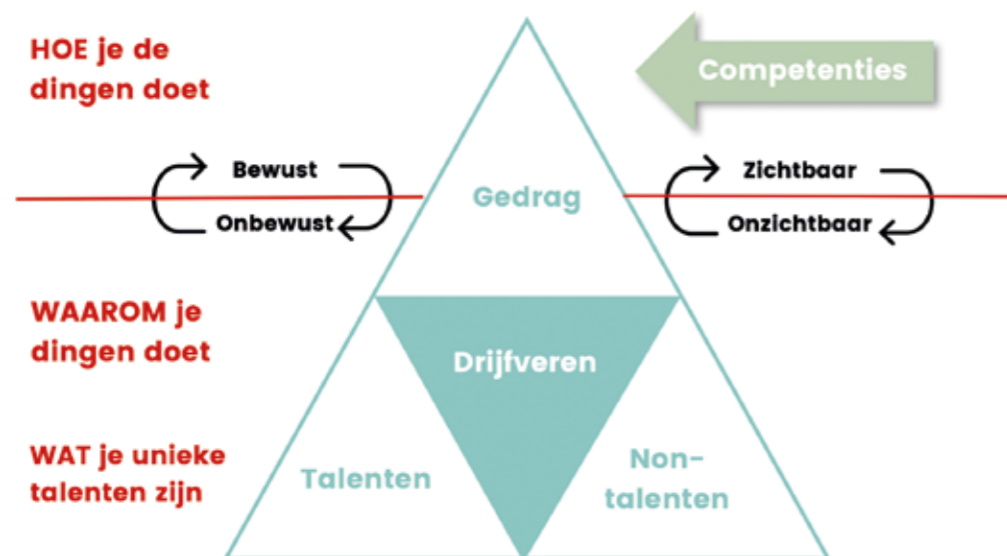 HOE je de
dingen doet
Competenties
Bewust
Onbewust
Zichtbaar
Onzichtbaar
Gedrag
WAAROM je
dingen doet
Drijfveren
WAT je unieke
talenten zijn
Talenten
Non-
talenten